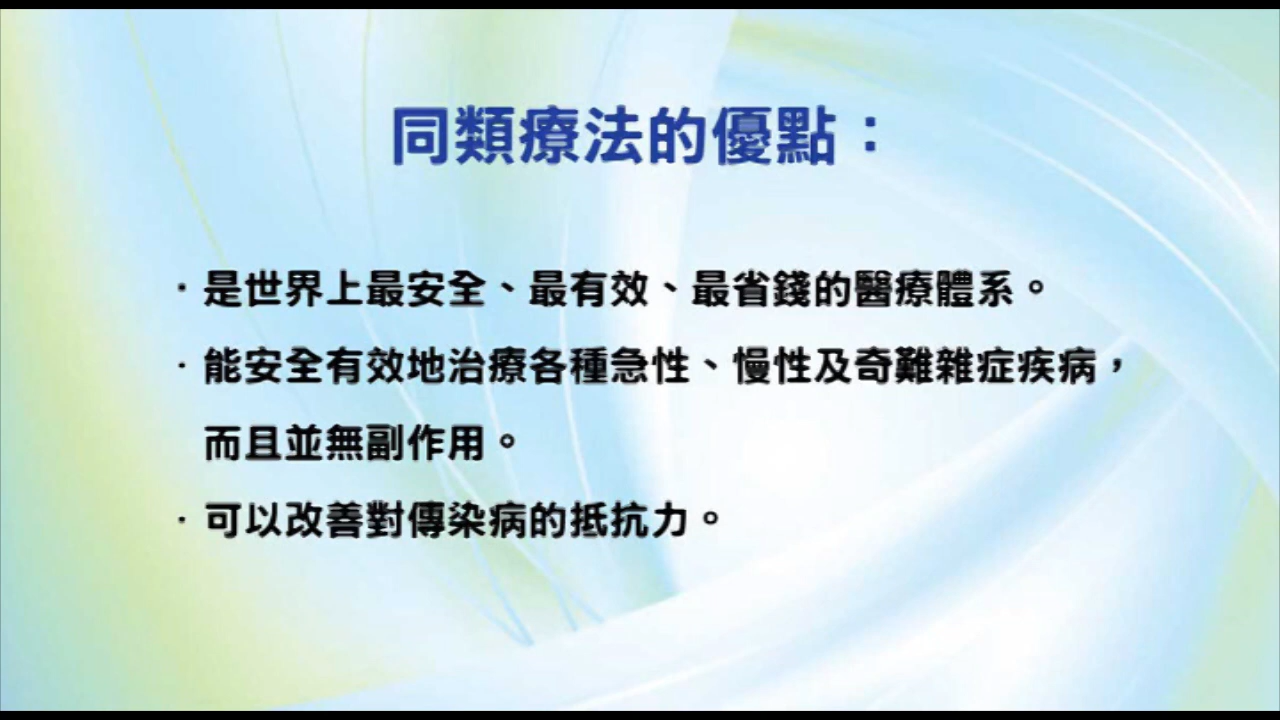 同類療法的優點：
·是世界上最安全、最有效、最省錢的醫療體系。
·能安全有效地治療各種急性、慢性及奇難雜症疾病，
而且並無副作用。
·可以改善對傳染病的抵抗力。